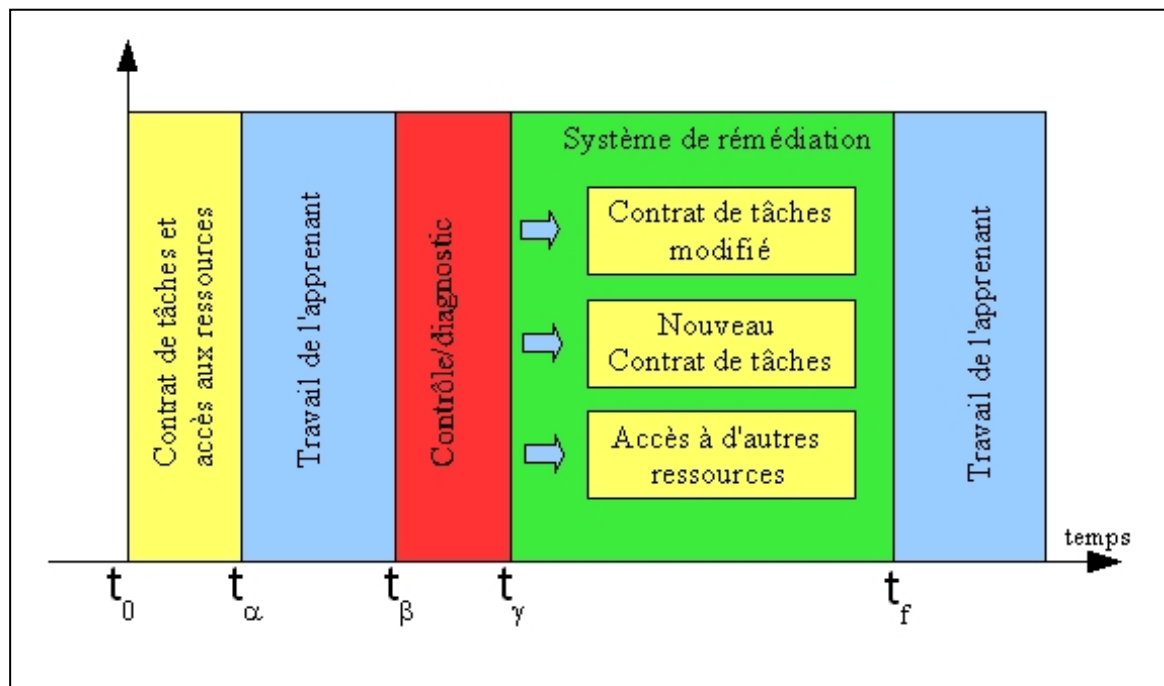 Contrat de tâches et
accès aux ressources
Travail de l'apprenant
Contrôle/diagnostic
Système de rémédiation
Contrat de tâches
modifié
Nouveau
Contrat de tâches
Accès à d'autres
ressources
Travail de l'apprenant
temps
t0
tα
tβ
tγ
tf